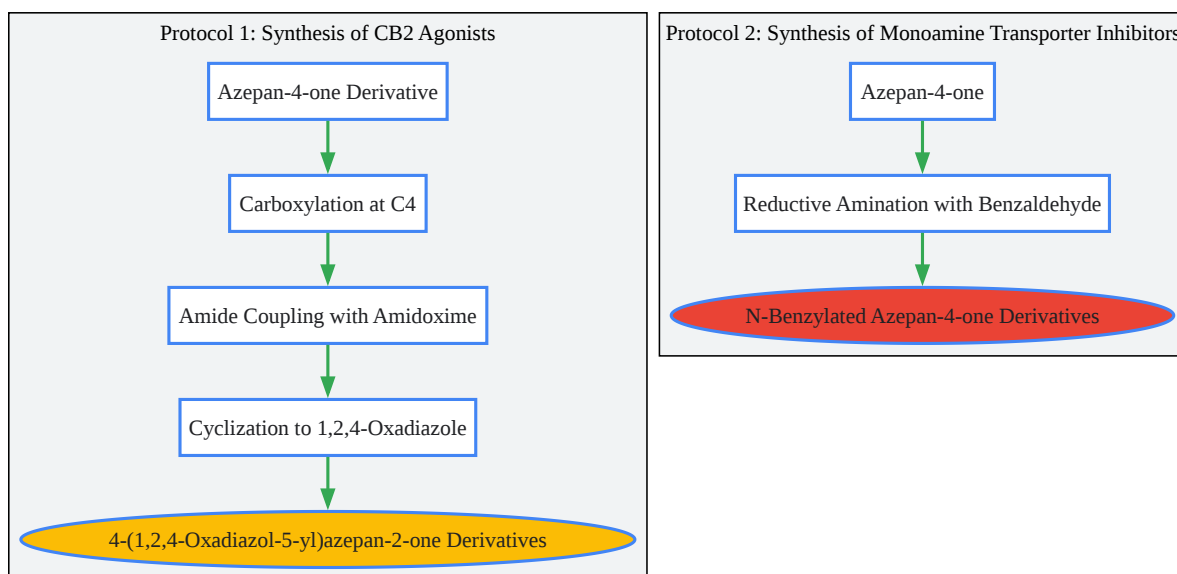 Protocol 1: Synthesis of CB2 Agonists
Azepan-4-one Derivative
Carboxylation at C4
Amide Coupling with Amidoxime
Cyclization to 1,2,4-Oxadiazole
4-(1,2,4-Oxadiazol-5-yl)azepan-2-one Derivatives
Protocol 2: Synthesis of Monoamine Transporter Inhibitors
Azepan-4-one
Reductive Amination with Benzaldehyde
N-Benzylated Azepan-4-one Derivatives